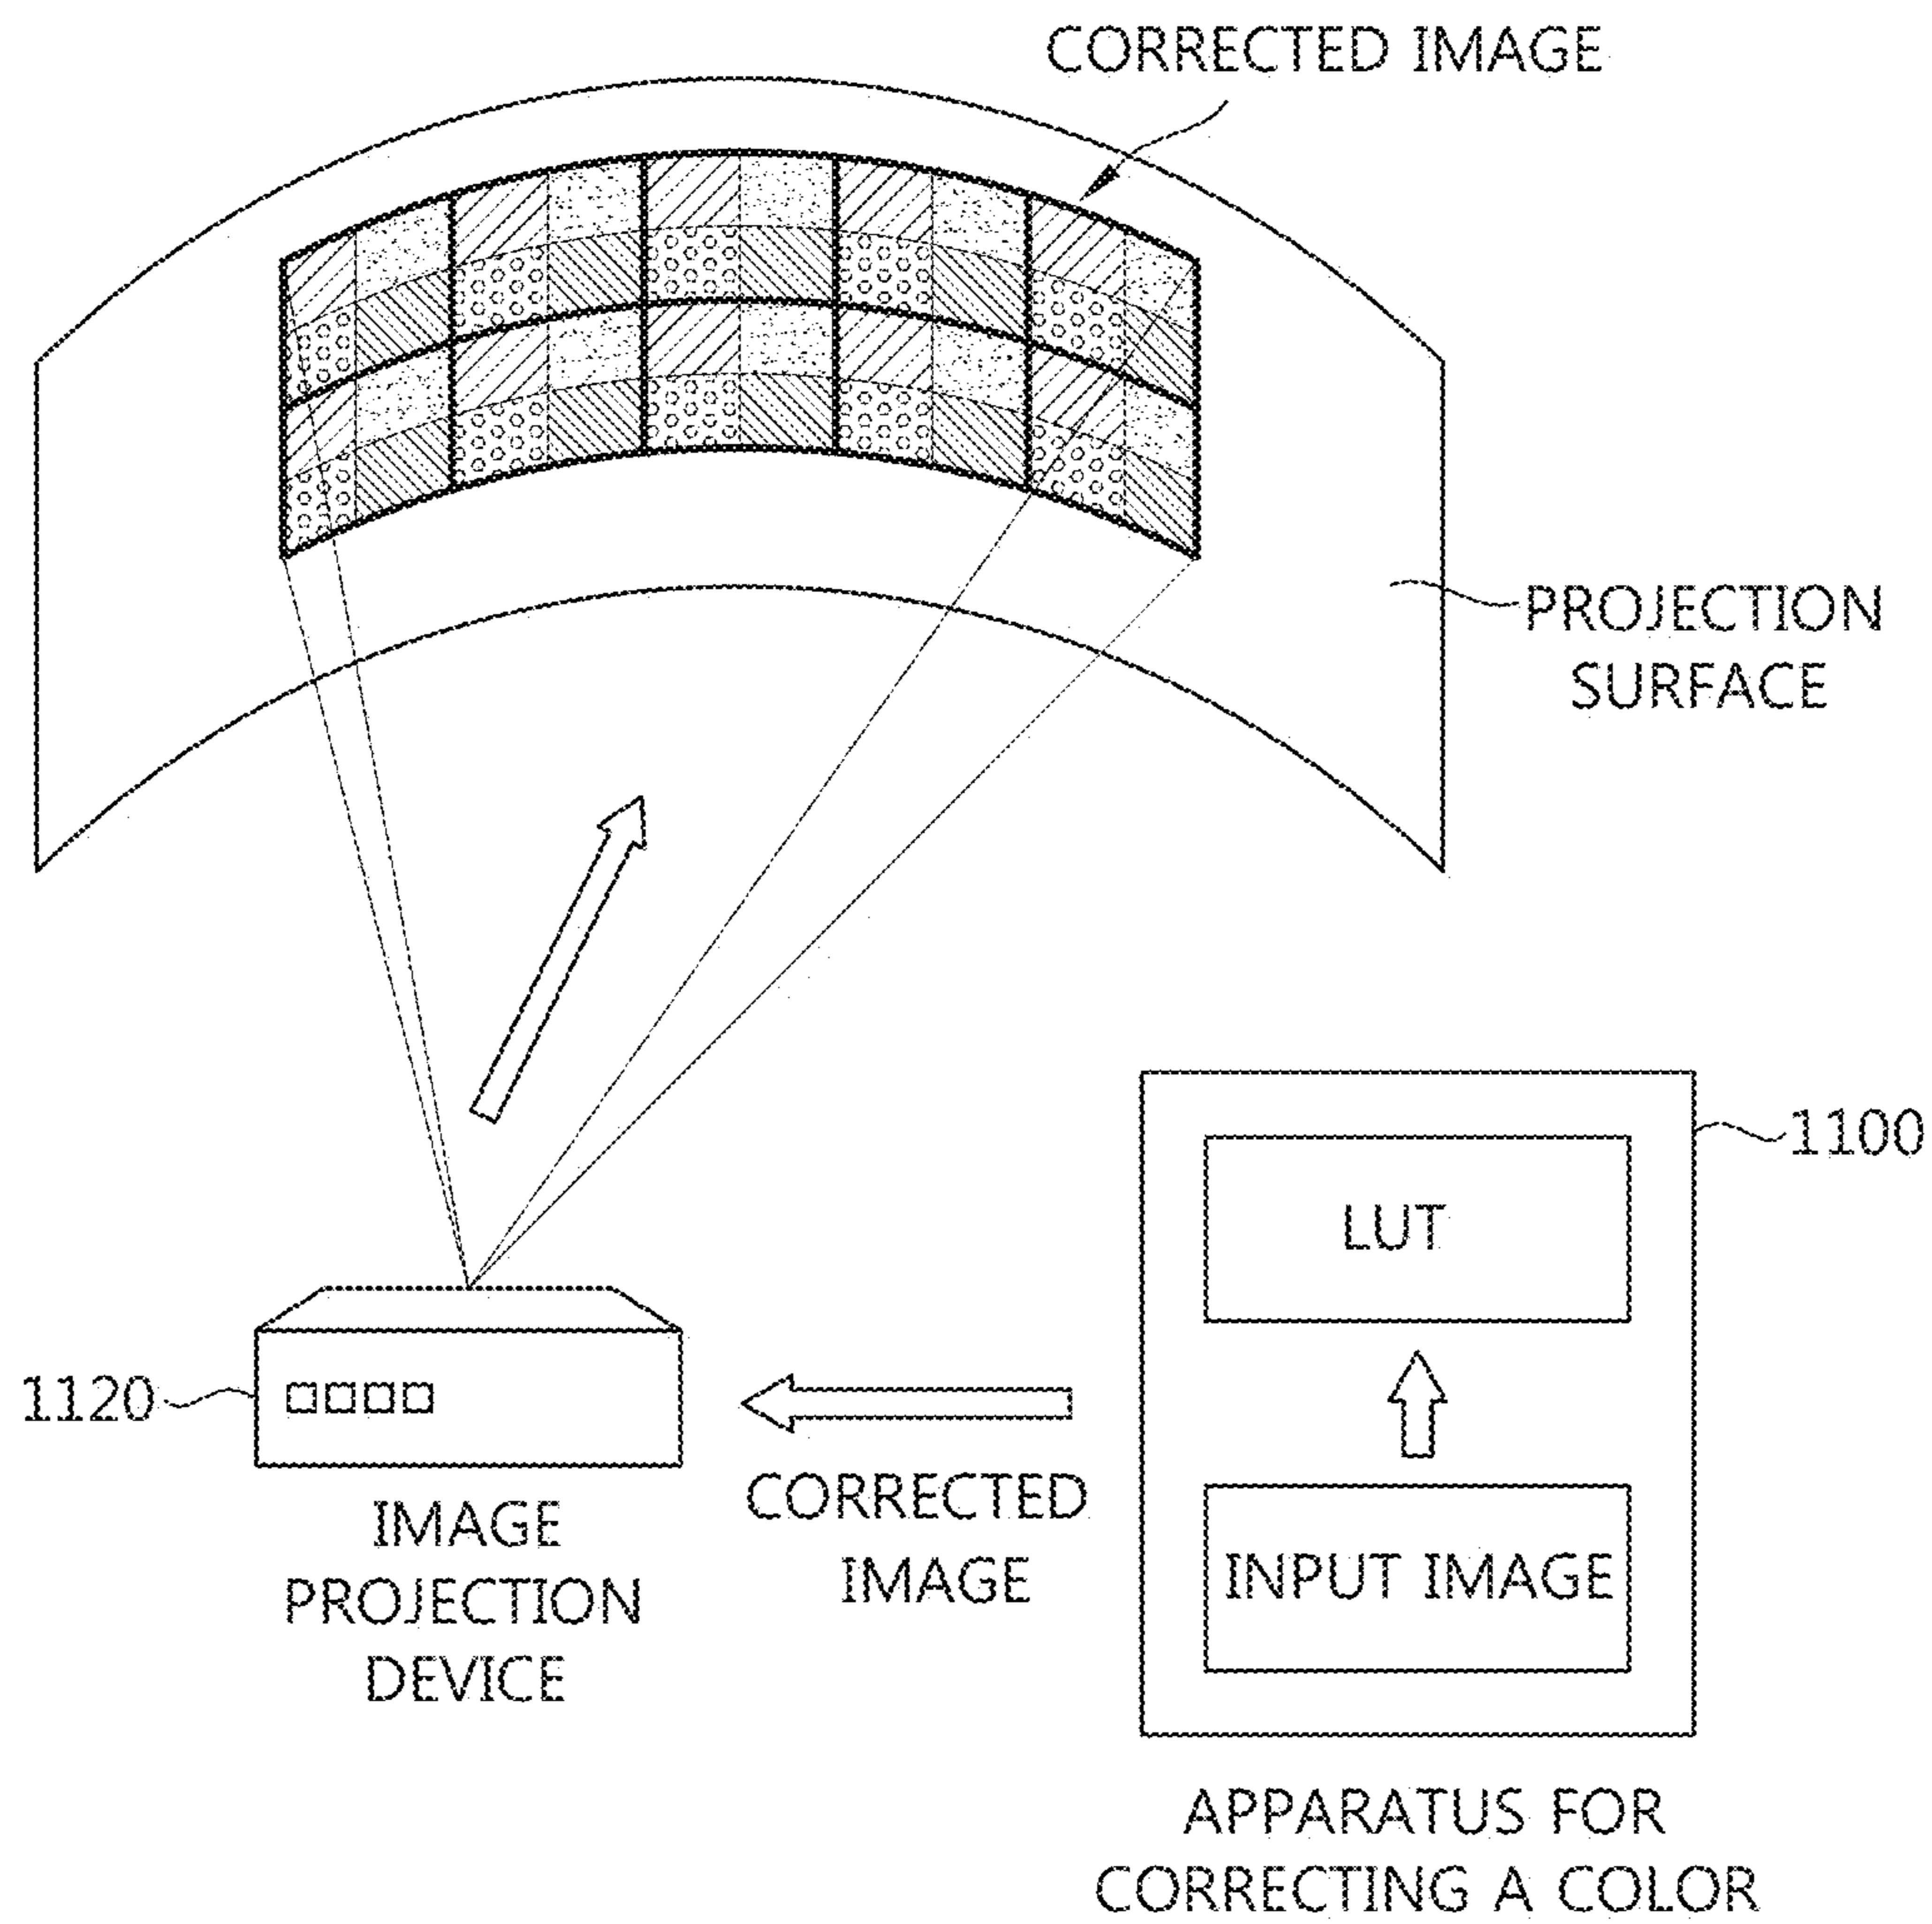 CORRECTED IMAGE
PROJECTION
SURFACE
1100
LUT
1120
INPUT IMAGE
CORRECTED
IMAGE
IMAGE
PROJECTION
DEVICE
APPARATUS FOR
CORRECTING A COLOR